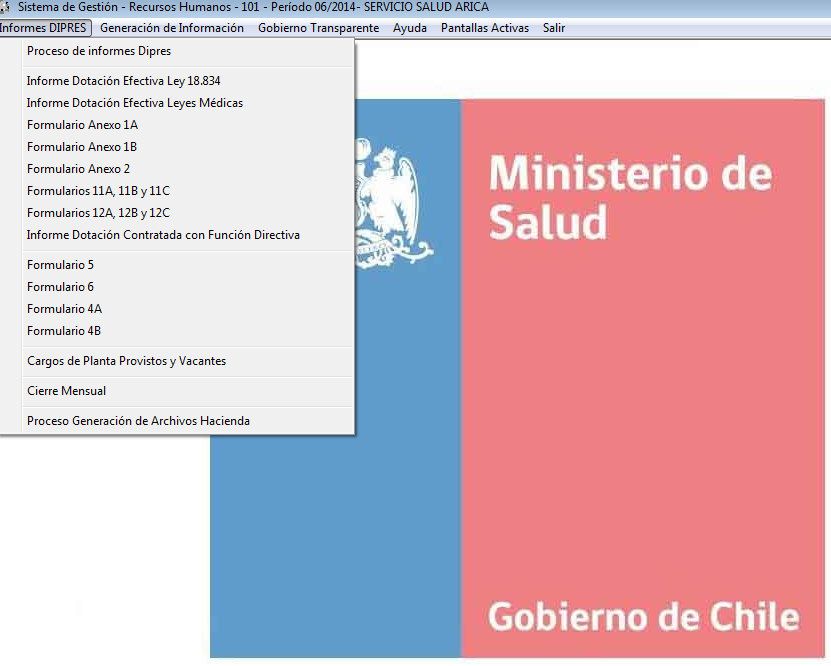 Sistema de Gestión - Recursos Humanos - 101 - Período 06/2014- SERVICIO SALUD ARICA
Informes DIPRES Generación de Información Gobierno Transparente Ayuda Pantallas Activas Salir
Proceso de informes Dipres
Informe Dotación Efectiva Ley 18.834
Informe Dotación Efectiva Leyes Médicas
Formulario Anexo 1A
Formulario Anexo 1B
Formulario Anexo 2
Formularios 11A, 11B y 11C
Formularios 12A, 12B y 12C
Informe Dotación Contratada con Función Directiva
Formulario 5
Formulario 6
Formulario 4A
Formulario 4B
Cargos de Planta Provistos y Vacantes
Cierre Mensual
Proceso Generación de Archivos Hacienda
Ministerio de
Salud
Gobierno de Chile